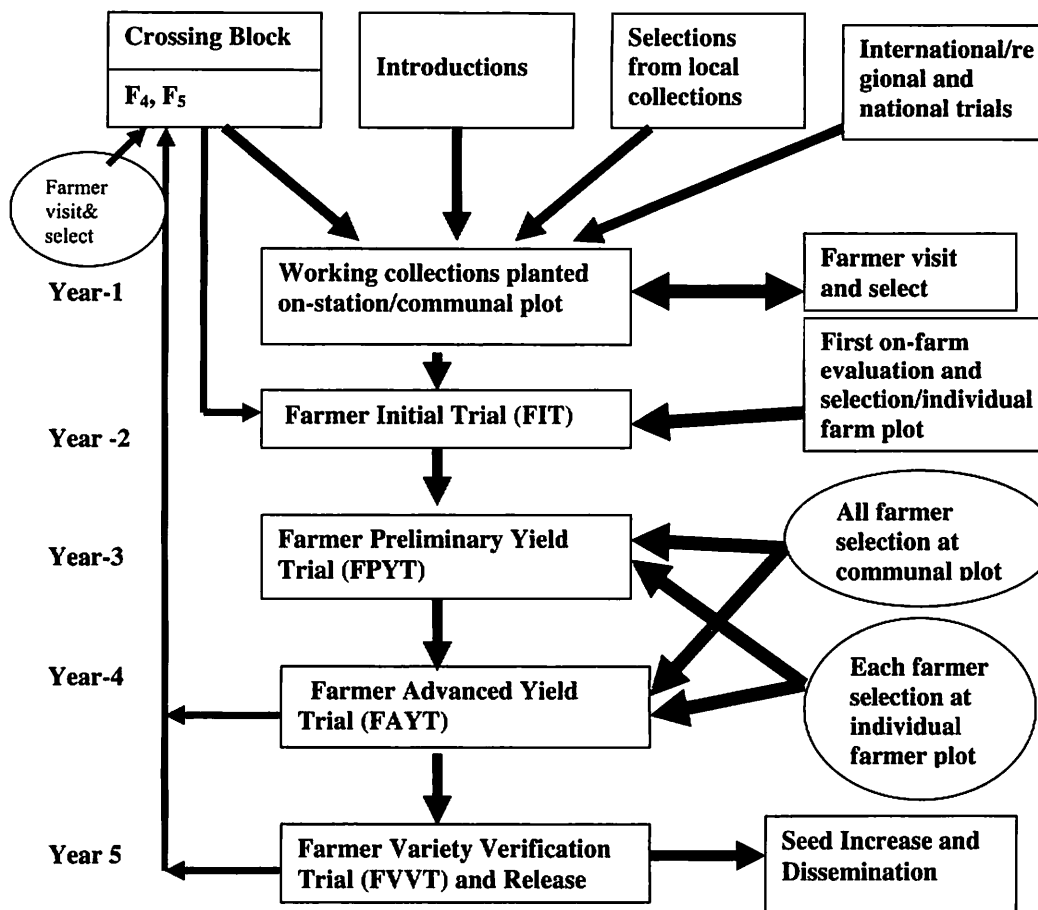 Crossing Block
F4, F5
Introductions
Selections
from local
collections
International/re
gional and
national trials
Farmer
visit&
select
Year-1
Working collections planted
on-station/communal plot
Farmer visit
and select
First on-farm
evaluation and
selection/individual
farm plot
Year -2
Farmer Initial Trial (FIT)
Year-3
Farmer Preliminary Yield
Trial (FPYT)
All farmer
selection at
communal plot
Year-4
Farmer Advanced Yield
Trial (FAYT)
Each farmer
selection at
individual
farmer plot
Year 5
Farmer Variety Verification
Trial (FVVT) and Release
Seed Increase and
Dissemination